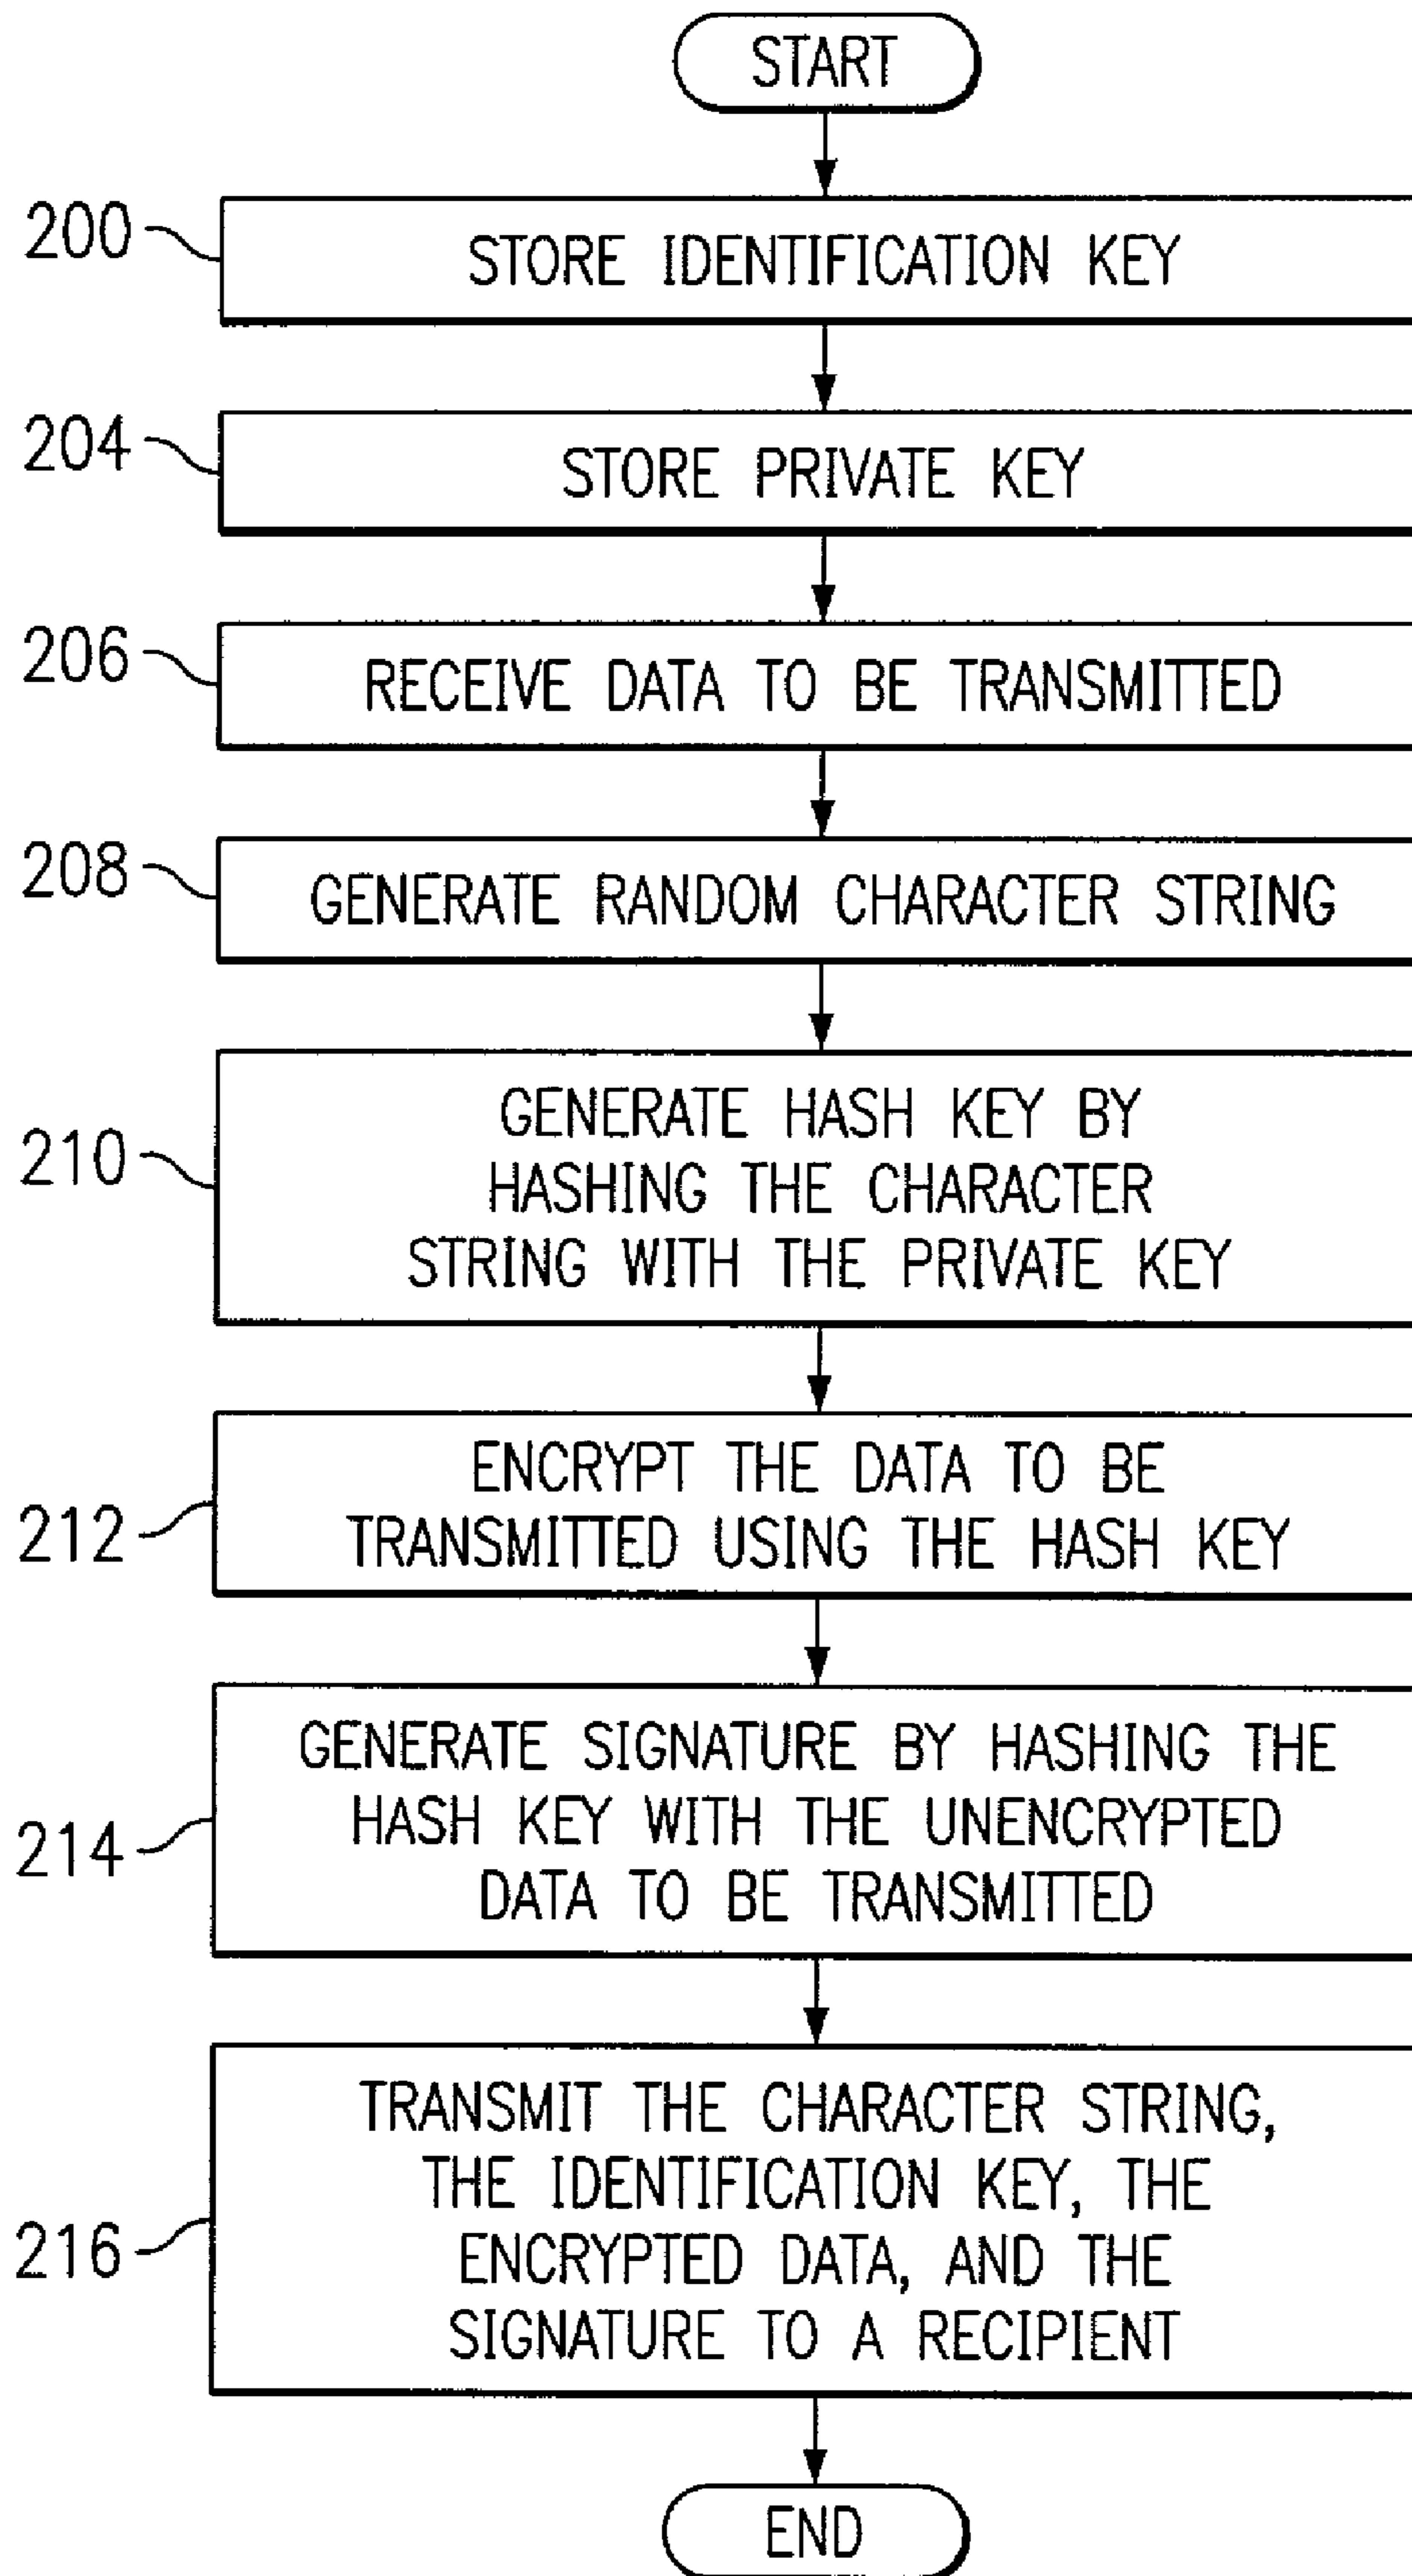 START
200
STORE IDENTIFICATION KEY
204
STORE PRIVATE KEY
206
RECEIVE DATA TO BE TRANSMITTED
208
GENERATE RANDOM CHARACTER STRING
210
GENERATE HASH KEY BY
HASHING THE CHARACTER
STRING WITH THE PRIVATE KEY
212
ENCRYPT THE DATA TO BE
TRANSMITTED USING THE HASH KEY
214
GENERATE SIGNATURE BY HASHING THE
HASH KEY WITH THE UNENCRYPTED
DATA TO BE TRANSMITTED
216
TRANSMIT THE CHARACTER STRING,
THE IDENTIFICATION KEY, THE
ENCRYPTED DATA, AND THE
SIGNATURE TO A RECIPIENT
END